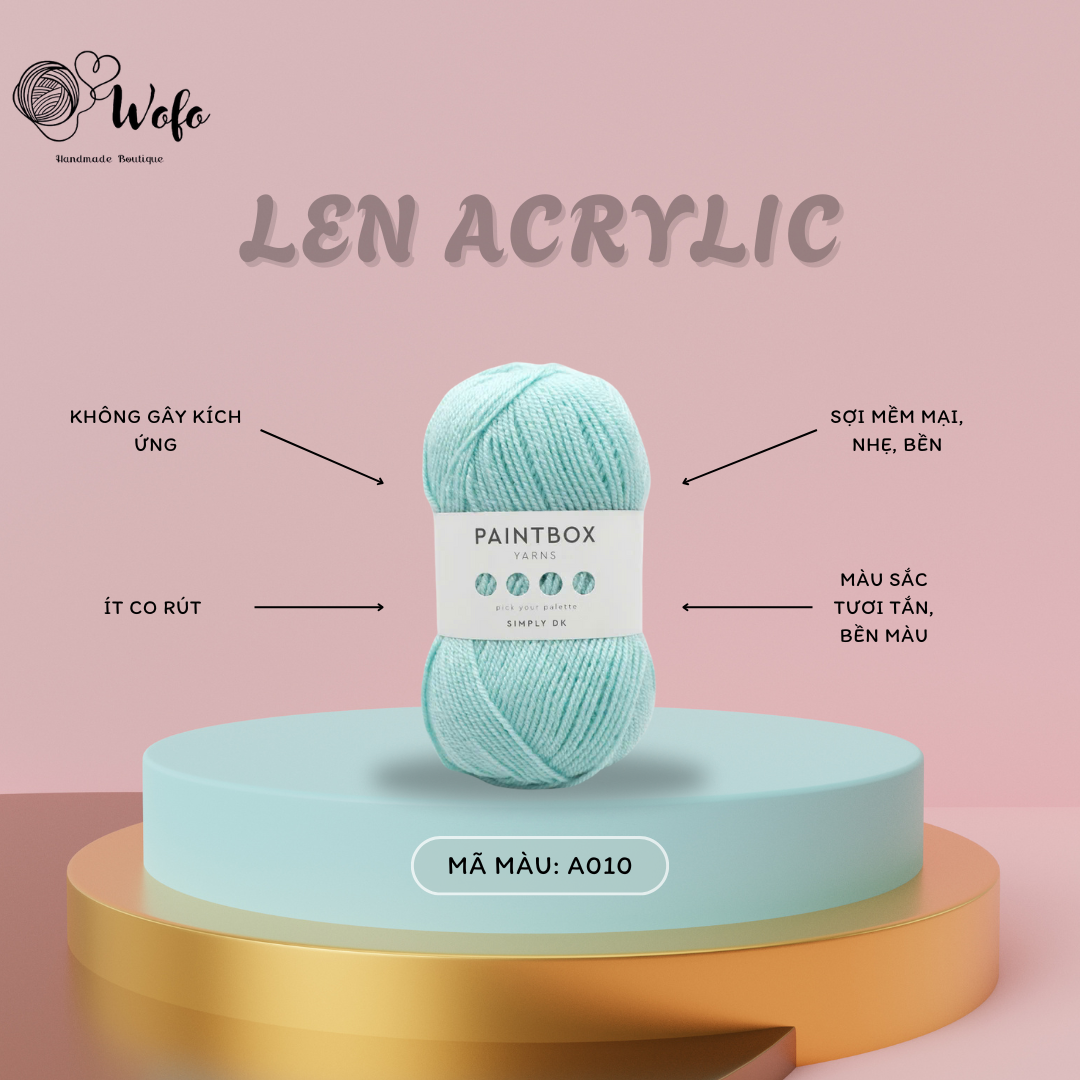 Wofo
Handmade Boutique
LEN ACRYLIC
KHÔNG GÂY KÍCH
ỨNG
SỢI MỀM MẠI,
NHẸ, BỀN
ÍT CO RÚT
MÀU SẮC
TƯƠI TẮN,
BỀN MÀU
PAINTBOX
YARNS
pick your palette
SIMPLY DK
MÃ MÀU: A010